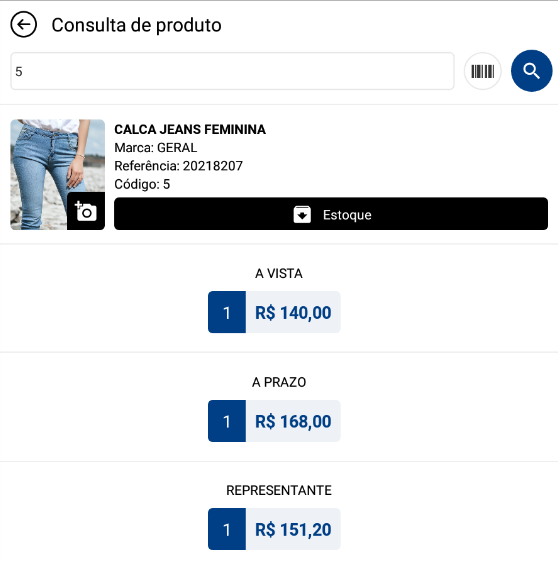 Consulta de produto
5
CALCA JEANS FEMININA
Marca: GERAL
Referência: 20218207
Código: 5
Estoque
A VISTA
1 R$ 140,00
A PRAZO
1 R$ 168,00
REPRESENTANTE
1 R$ 151,20